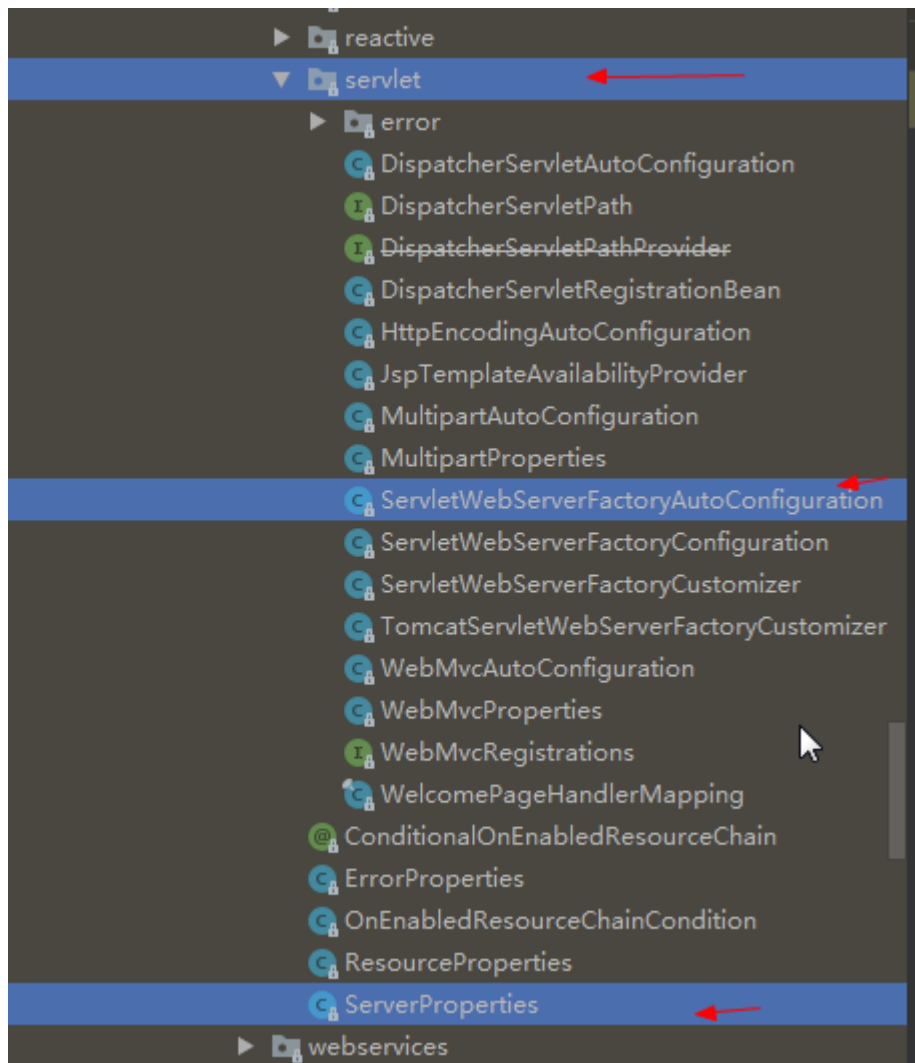 reactive
servlet
error
DispatcherServletAutoConfiguration
DispatcherServletPath
DispatcherServletPathProvider
DispatcherServletRegistrationBean
HttpEncodingAutoConfiguration
JspTemplateAvailabilityProvider
MultipartAutoConfiguration
MultipartProperties
ServletWebServerFactoryAutoConfiguration
ServletWebServerFactoryConfiguration
ServletWebServerFactoryCustomizer
TomcatServletWebServerFactoryCustomizer
WebMvcAutoConfiguration
WebMvcProperties
WebMvcRegistrations
WelcomePageHandlerMapping
ConditionalOnEnabledResourceChain
ErrorProperties
OnEnabledResourceChainCondition
ResourceProperties
ServerProperties
webservices